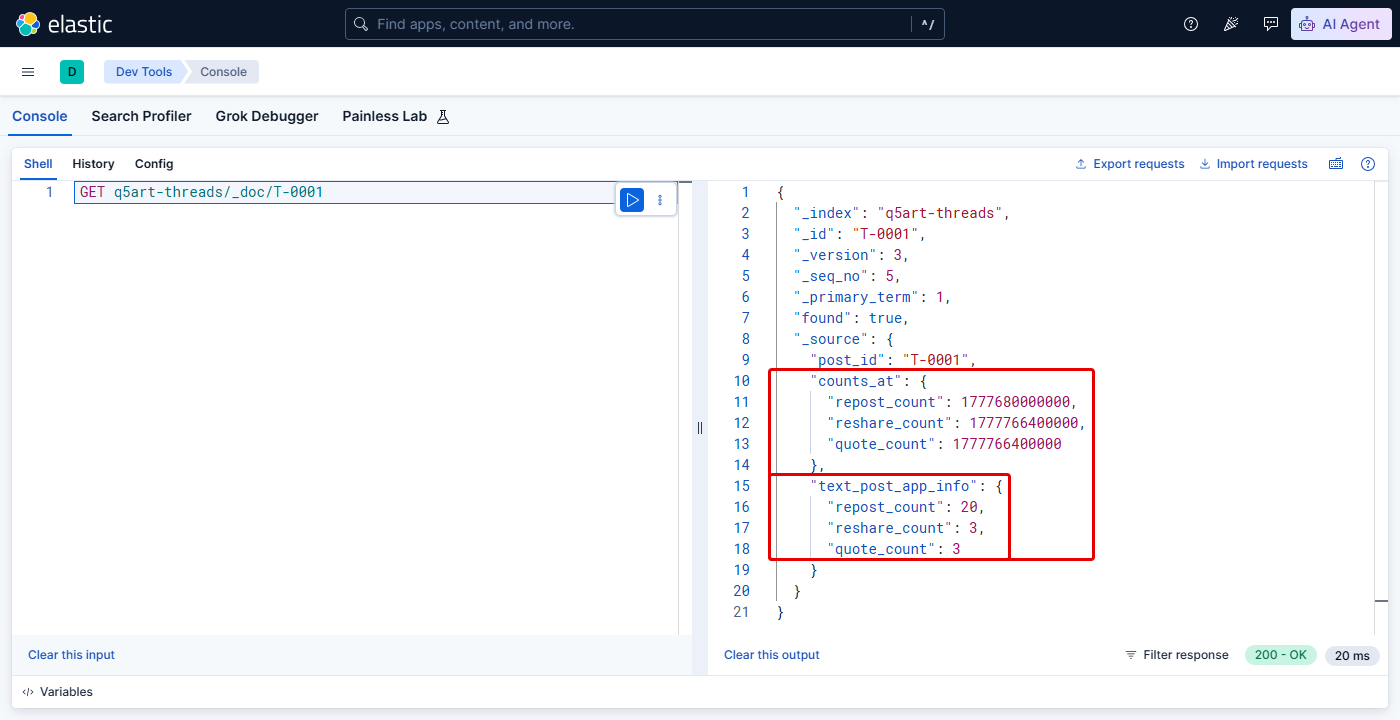 elastic
Find apps, content, and more.
^/
AI Agent
D
Dev Tools
Console
Console
Search Profiler
Grok Debugger
Painless Lab
Shell
History
Config
Export requests
Import requests
1 GET q5art-threads/_doc/T-0001
1 {
2 "_index": "q5art-threads",
3 "_id": "T-0001",
4 "_version": 3,
5 "_seq_no": 5,
6 "_primary_term": 1,
7 "found": true,
8 "_source": {
9 "post_id": "T-0001",
10 "counts_at": {
11 "repost_count": 1777680000000,
12 "reshare_count": 1777766400000,
13 "quote_count": 1777766400000
14 },
15 "text_post_app_info": {
16 "repost_count": 20,
17 "reshare_count": 3,
18 "quote_count": 3
19 }
20 }
21 }
Clear this input
Clear this output
Filter response
200 - OK
20 ms
Variables